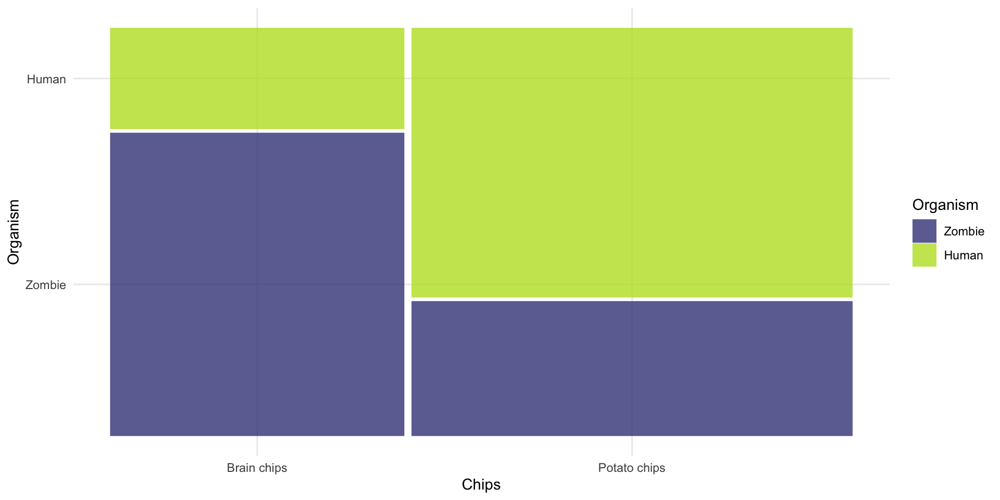 Human
Zombie
Organism
Brain chips
Potato chips
Chips
Organism
Zombie
Human